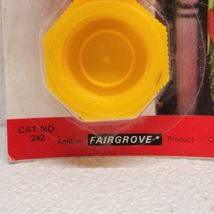 CAT NO.
242
Another FAIRGROVE* Product